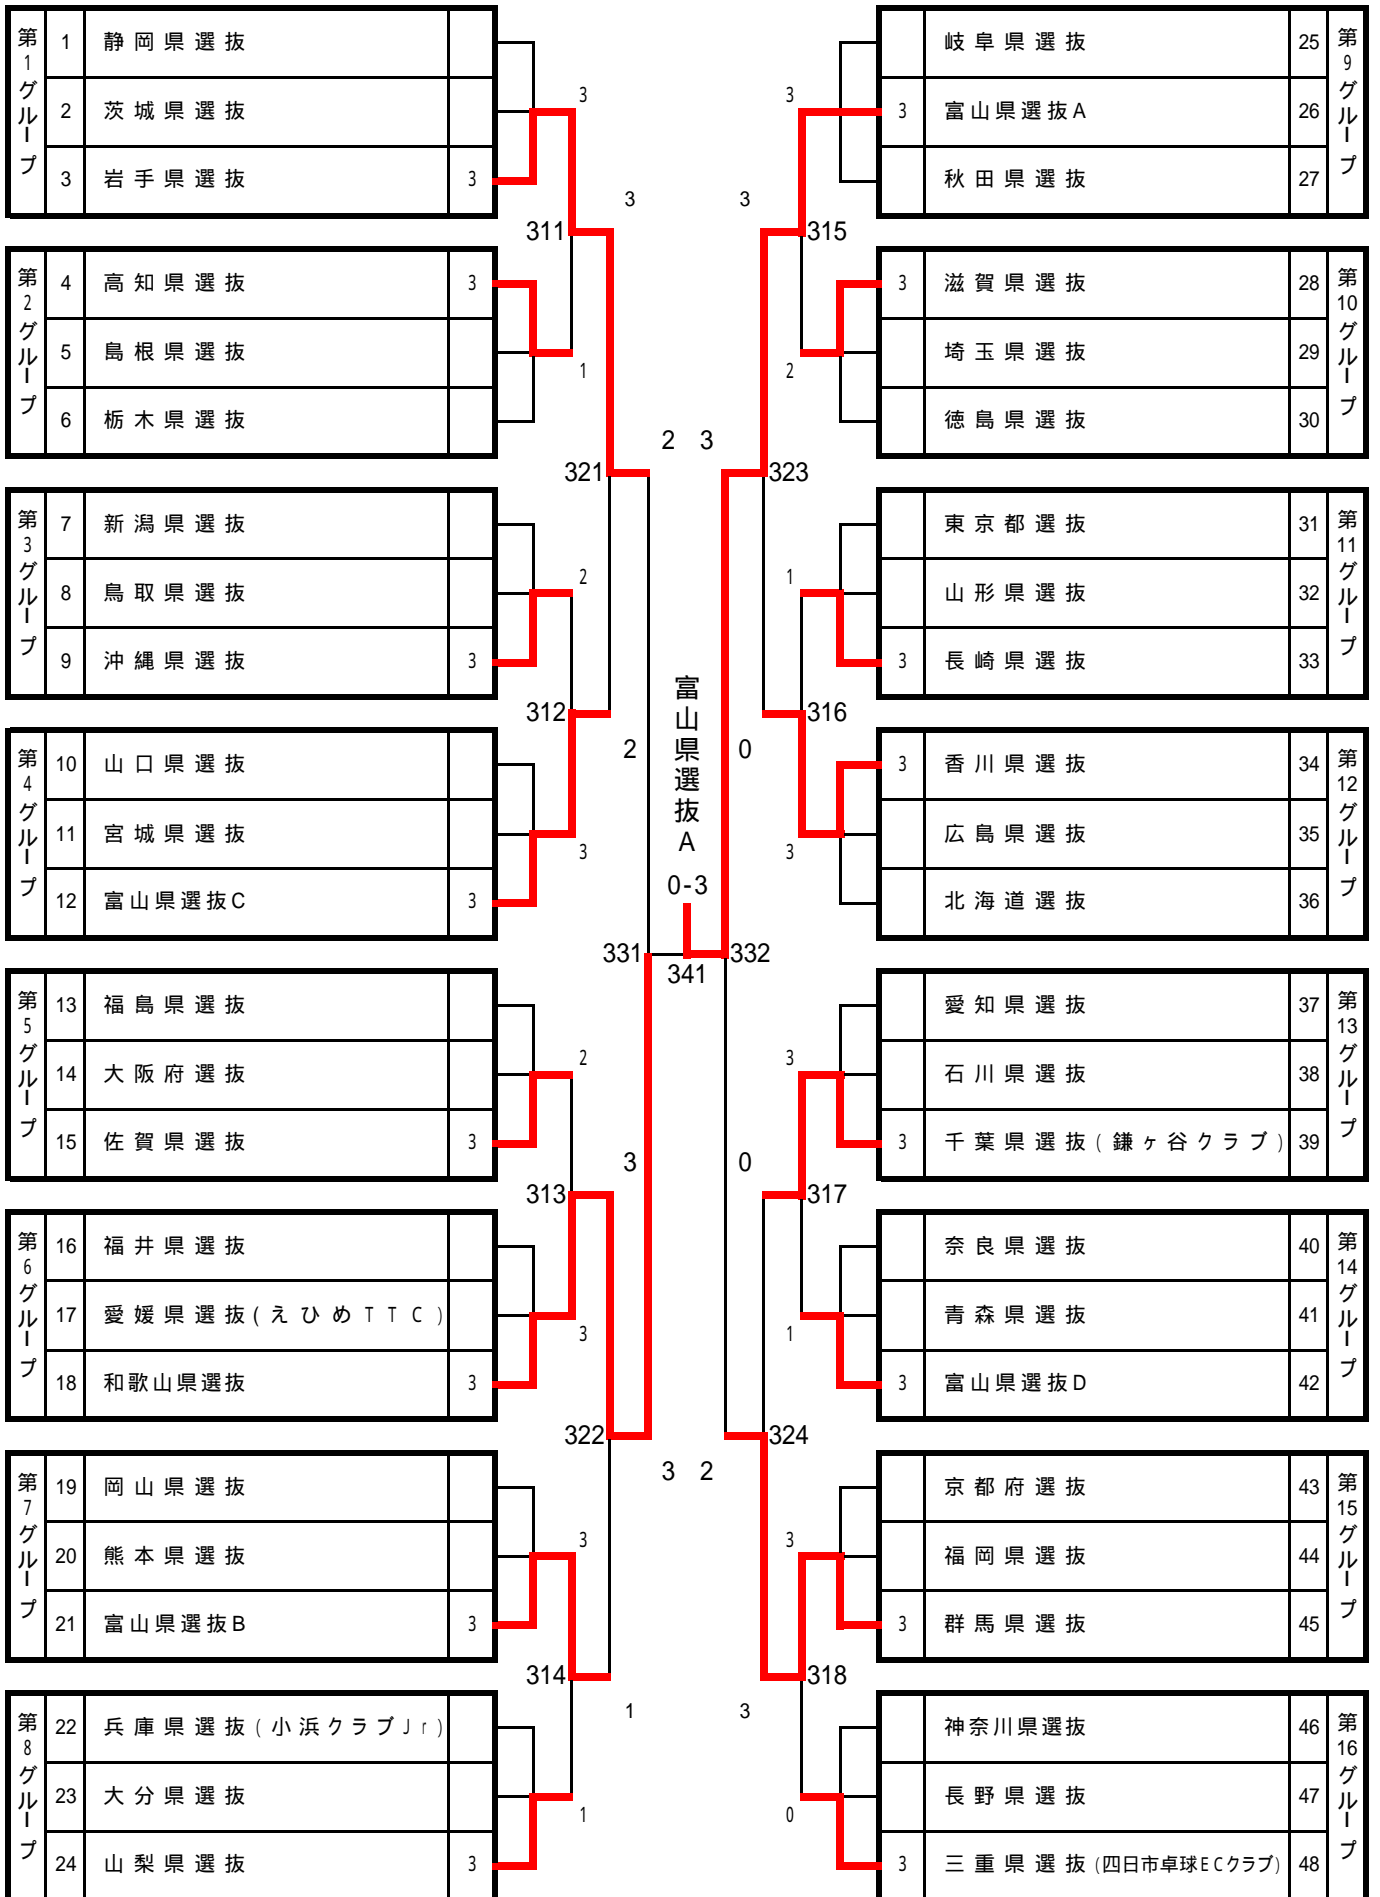 第1グループ
1 静岡県選抜
2 茨城県選抜
3 岩手県選抜 3
第2グループ
4 高知県選抜 3
5 島根県選抜
6 栃木県選抜
第3グループ
7 新潟県選抜
8 鳥取県選抜
9 沖縄県選抜 3
第4グループ
10 山口県選抜
11 宮城県選抜
12 富山県選抜C 3
第5グループ
13 福島県選抜
14 大阪府選抜
15 佐賀県選抜 3
第6グループ
16 福井県選抜
17 愛媛県選抜(えひめTTC)
18 和歌山県選抜 3
第7グループ
19 岡山県選抜
20 熊本県選抜
21 富山県選抜B 3
第8グループ
22 兵庫県選抜(小浜クラブJr)
23 大分県選抜
24 山梨県選抜 3
3
311
1
3
321
2
312
3
2
2
331
2
313
3
3
322
3
3
314
1
1
富山県選抜A
0-3
341
3
315
2
3
323
3
1
316
3
0
332
3
317
1
0
324
2
3
318
0
3
岐阜県選抜 25
第9グループ
3 富山県選抜A 26
秋田県選抜 27
3 滋賀県選抜 28
第10グループ
埼玉県選抜 29
徳島県選抜 30
東京都選抜 31
第11グループ
山形県選抜 32
3 長崎県選抜 33
3 香川県選抜 34
第12グループ
広島県選抜 35
北海道選抜 36
愛知県選抜 37
第13グループ
石川県選抜 38
3 千葉県選抜(鎌ヶ谷クラブ) 39
奈良県選抜 40
第14グループ
青森県選抜 41
3 富山県選抜D 42
京都府選抜 43
第15グループ
福岡県選抜 44
3 群馬県選抜 45
神奈川県選抜 46
第16グループ
長野県選抜 47
3 三重県選抜(四日市卓球ECクラブ) 48